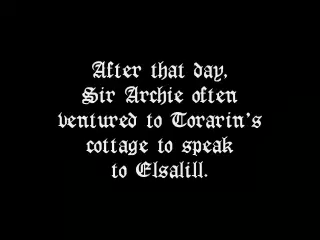 After that day,
Sir Archie often
ventured to Torarin's
cottage to speak
to Elsalill.